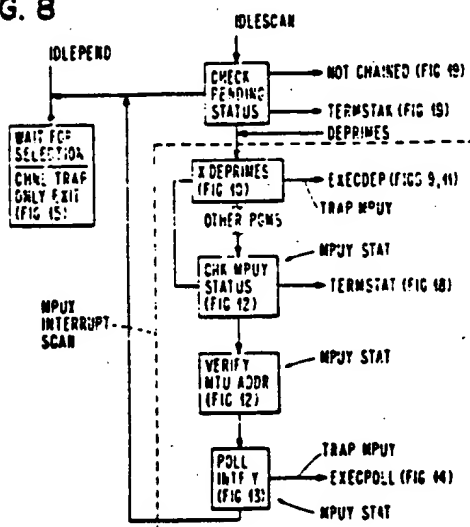 G. 8
IDLESCAN
IDLEPEND
CHECK
PENDING
STATUS
NOT CHAINED (FIG 19)
TERMSTAK (FIG 19)
DEPRIMES
WAIT FOR
SELECTION
CHNL TRAP
ONLY EXIT
(FIG 15)
X DEPRIMES
(FIG 10)
EXECDEP (FIGS 9,11)
TRAP MPUY
OTHER PGMS
MPUY STAT
CHK MPUY
STATUS
(FIG 12)
TERMSTAT (FIG 18)
MPUX
INTERRUPT
SCAN
MPUY STAT
VERIFY
MTU ADDR
(FIG 12)
TRAP MPUY
POLL
INTF Y
(FIG 13)
EXECPOLL (FIG 14)
MPUY STAT